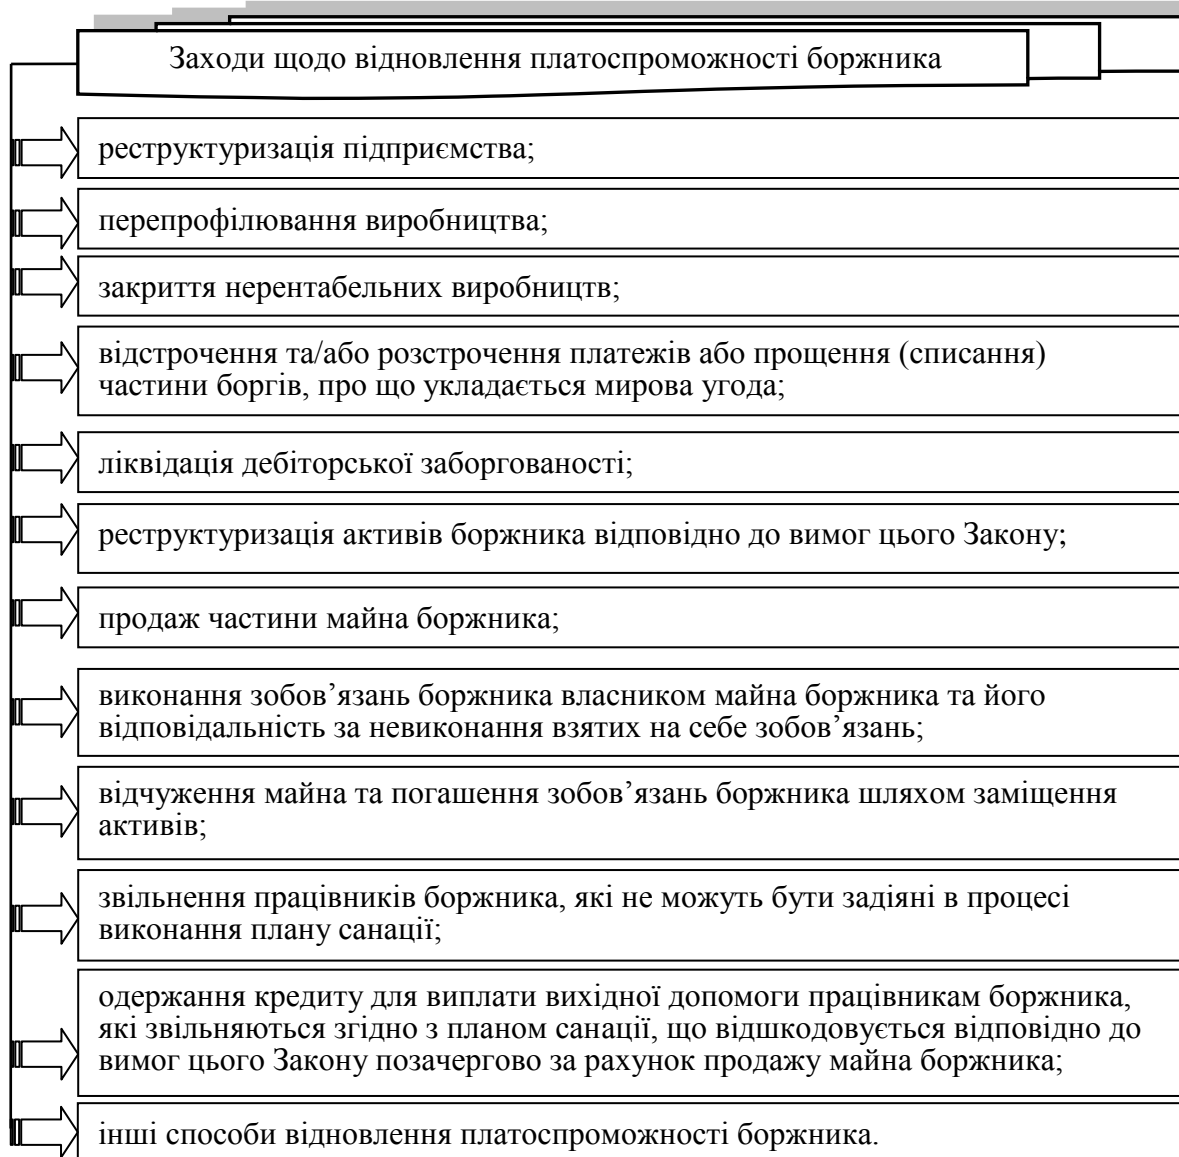 Заходи щодо відновлення платоспроможності боржника
реструктуризація підприємства;
перепрофілювання виробництва;
закриття нерентабельних виробництв;
відстрочення та/або розстрочення платежів або прощення (списання)
частини боргів, про що укладається мирова угода;
ліквідація дебіторської заборгованості;
реструктуризація активів боржника відповідно до вимог цього Закону;
продаж частини майна боржника;
виконання зобов’язань боржника власником майна боржника та його
відповідальність за невиконання взятих на себе зобов’язань;
відчуження майна та погашення зобов’язань боржника шляхом заміщення
активів;
звільнення працівників боржника, які не можуть бути задіяні в процесі
виконання плану санації;
одержання кредиту для виплати вихідної допомоги працівникам боржника,
які звільняються згідно з планом санації, що відшкодовується відповідно до
вимог цього Закону позачергово за рахунок продажу майна боржника;
інші способи відновлення платоспроможності боржника.